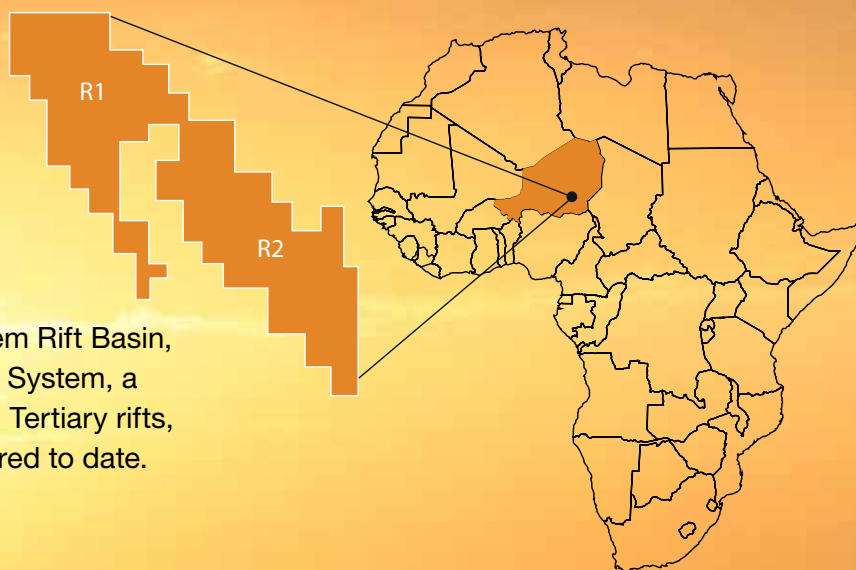 R1
R2
em Rift Basin,
System, a
Tertiary rifts,
red to date.